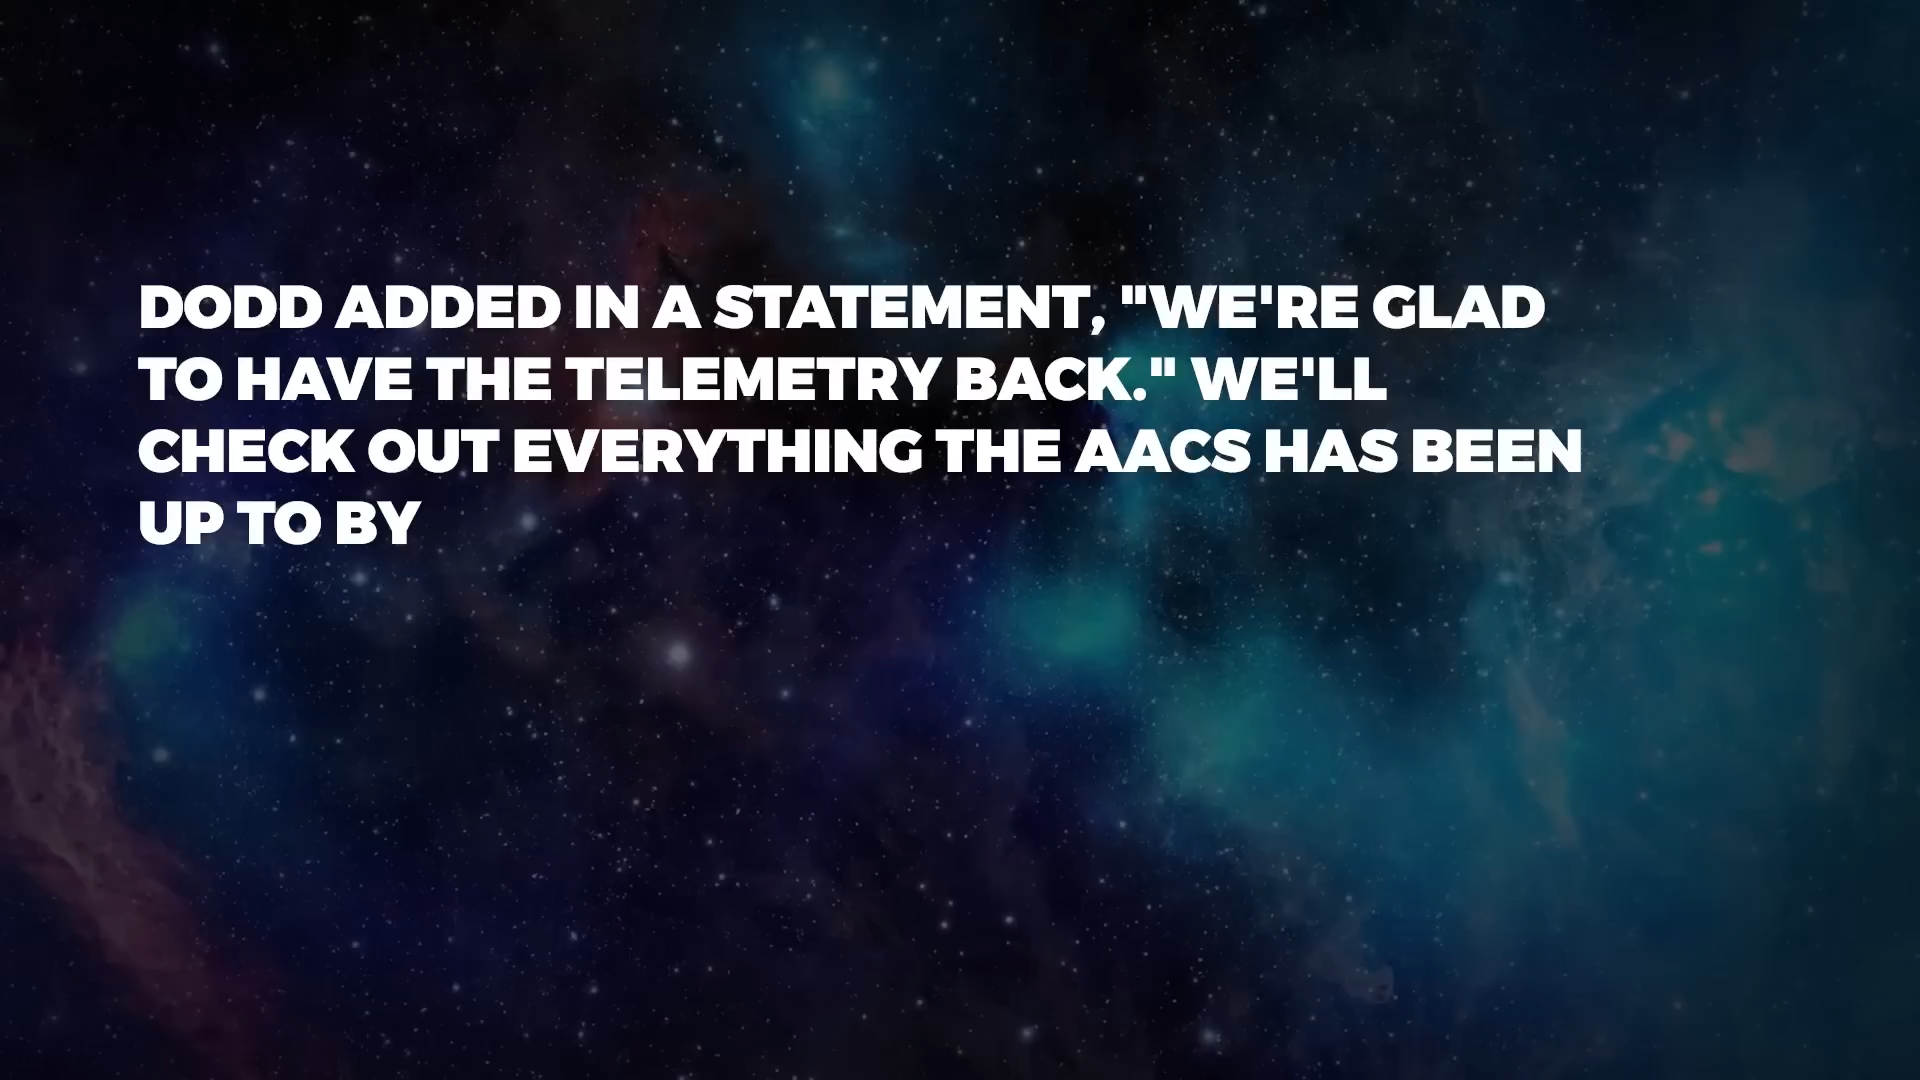 DODD ADDED IN A STATEMENT, "WE'RE GLAD
TO HAVE THE TELEMETRY BACK." WE'LL
CHECK OUT EVERYTHING THE AACS HAS BEEN
UP TO BY